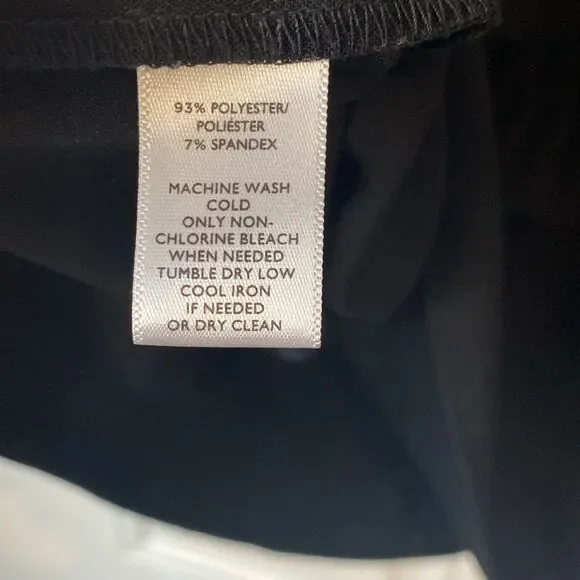 93% POLYESTER/
POLIÉSTER
7% SPANDEX
MACHINE WASH
COLD
ONLY NON-
CHLORINE BLEACH
WHEN NEEDED
TUMBLE DRY LOW
COOL IRON
IF NEEDED
OR DRY CLEAN